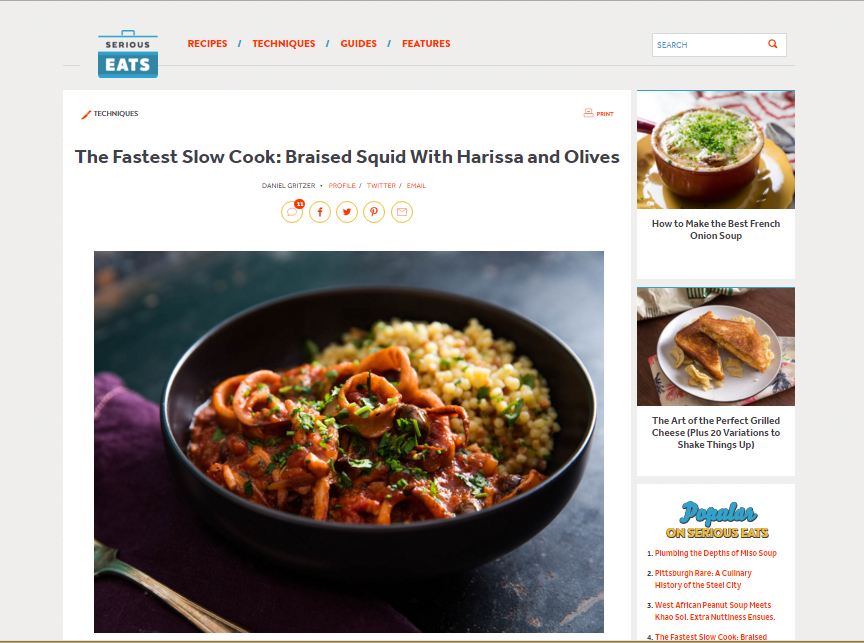 SERIOUS
EATS
RECIPES / TECHNIQUES / GUIDES / FEATURES
SEARCH
TECHNIQUES
PRINT
The Fastest Slow Cook: Braised Squid With Harissa and Olives
DANIEL GRITZER • PROFILE / TWITTER / EMAIL
11
How to Make the Best French
Onion Soup
The Art of the Perfect Grilled
Cheese (Plus 20 Variations to
Shake Things Up)
Popular
ON SERIOUS EATS
1. Plumbing the Depths of Miso Soup
2. Pittsburgh Rare: A Culinary
History of the Steel City
3. West African Peanut Soup Meets
Khao Soi. Extra Nuttiness Ensues.
4. The Fastest Slow Cook: Braised